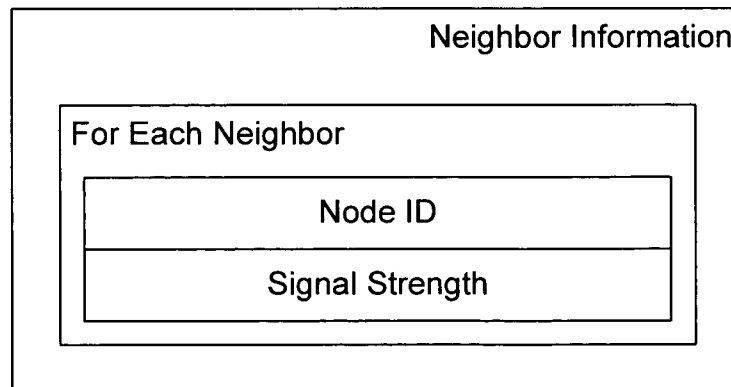 Neighbor Information
For Each Neighbor
Node ID
Signal Strength